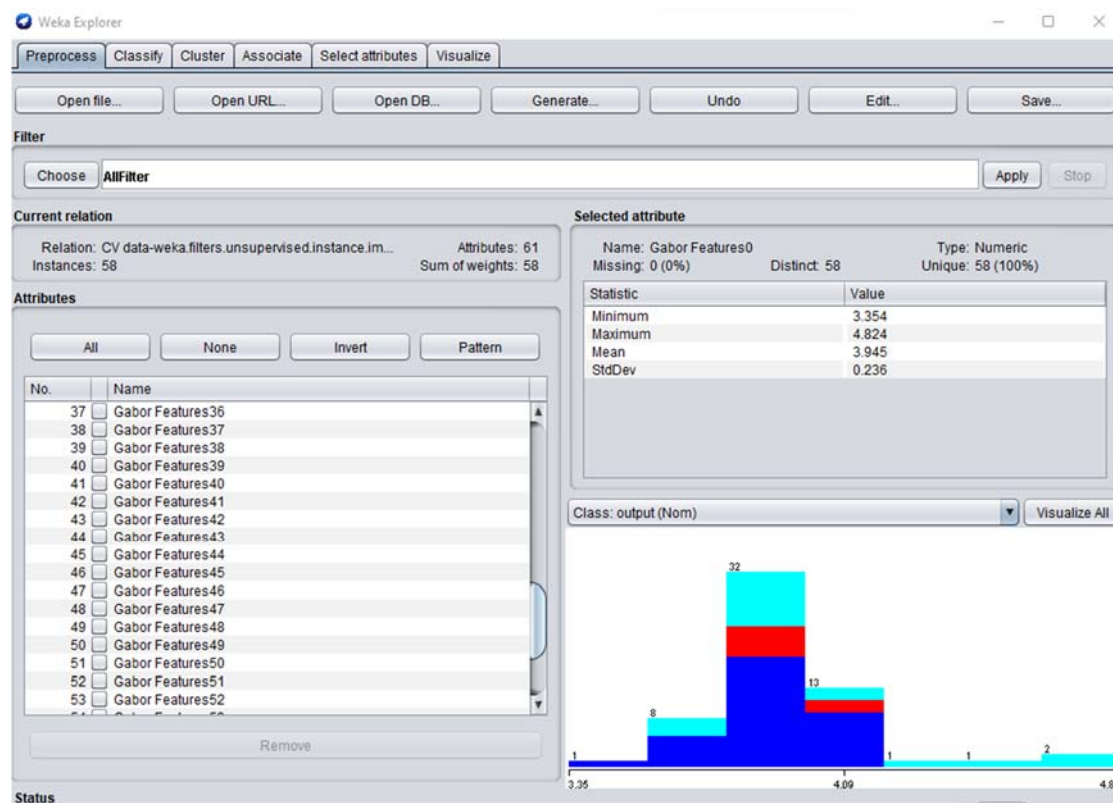 Weka Explorer
Preprocess Classify Cluster Associate Select attributes Visualize
Open file... Open URL... Open DB... Generate... Undo Edit... Save...
Filter
Choose AllFilter Apply Stop
Current relation
Relation: CV data-weka.filters.unsupervised.instance.im... Attributes: 61
Instances: 58 Sum of weights: 58
Attributes
All None Invert Pattern
No. Name
37 Gabor Features36
38 Gabor Features37
39 Gabor Features38
40 Gabor Features39
41 Gabor Features40
42 Gabor Features41
43 Gabor Features42
44 Gabor Features43
45 Gabor Features44
46 Gabor Features45
47 Gabor Features46
48 Gabor Features47
49 Gabor Features48
50 Gabor Features49
51 Gabor Features50
52 Gabor Features51
53 Gabor Features52
Remove
Status
Selected attribute
Name: Gabor Features0 Type: Numeric
Missing: 0 (0%) Distinct: 58 Unique: 58 (100%)
Statistic Value
Minimum 3.354
Maximum 4.824
Mean 3.945
StdDev 0.236
Class: output (Nom) Visualize All
32
13
8
1 1 1 2
3.35 4.09 4.8